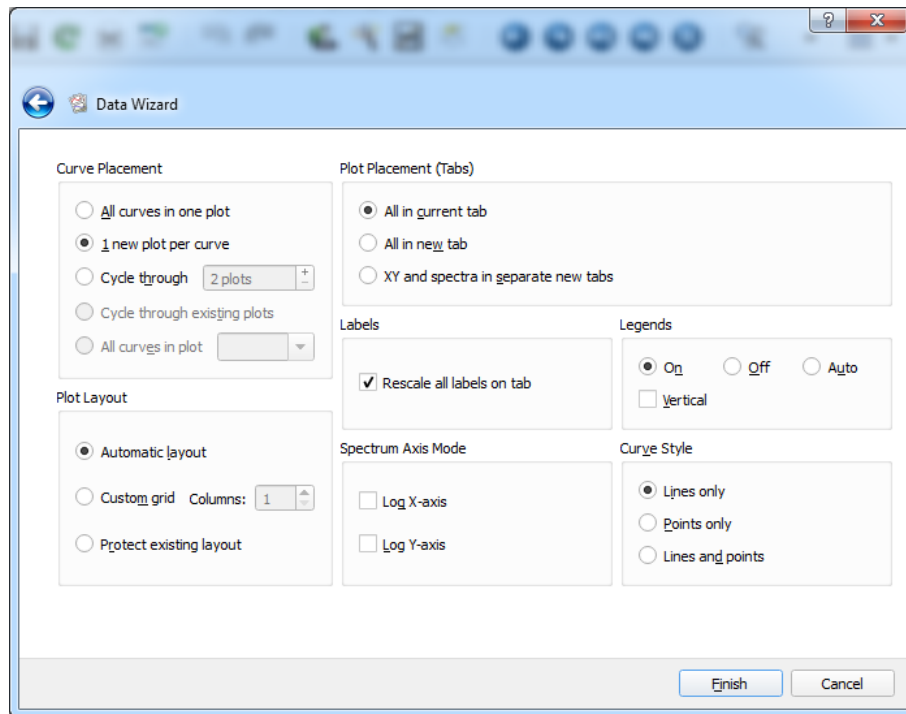 ?
Data Wizard
Curve Placement
All curves in one plot
1 new plot per curve
Cycle through 2 plots
Cycle through existing plots
All curves in plot
Plot Placement (Tabs)
All in current tab
All in new tab
XY and spectra in separate new tabs
Labels
Rescale all labels on tab
Legends
On Off Auto
Vertical
Plot Layout
Automatic layout
Custom grid Columns: 1
Protect existing layout
Spectrum Axis Mode
Log X-axis
Log Y-axis
Curve Style
Lines only
Points only
Lines and points
Finish Cancel